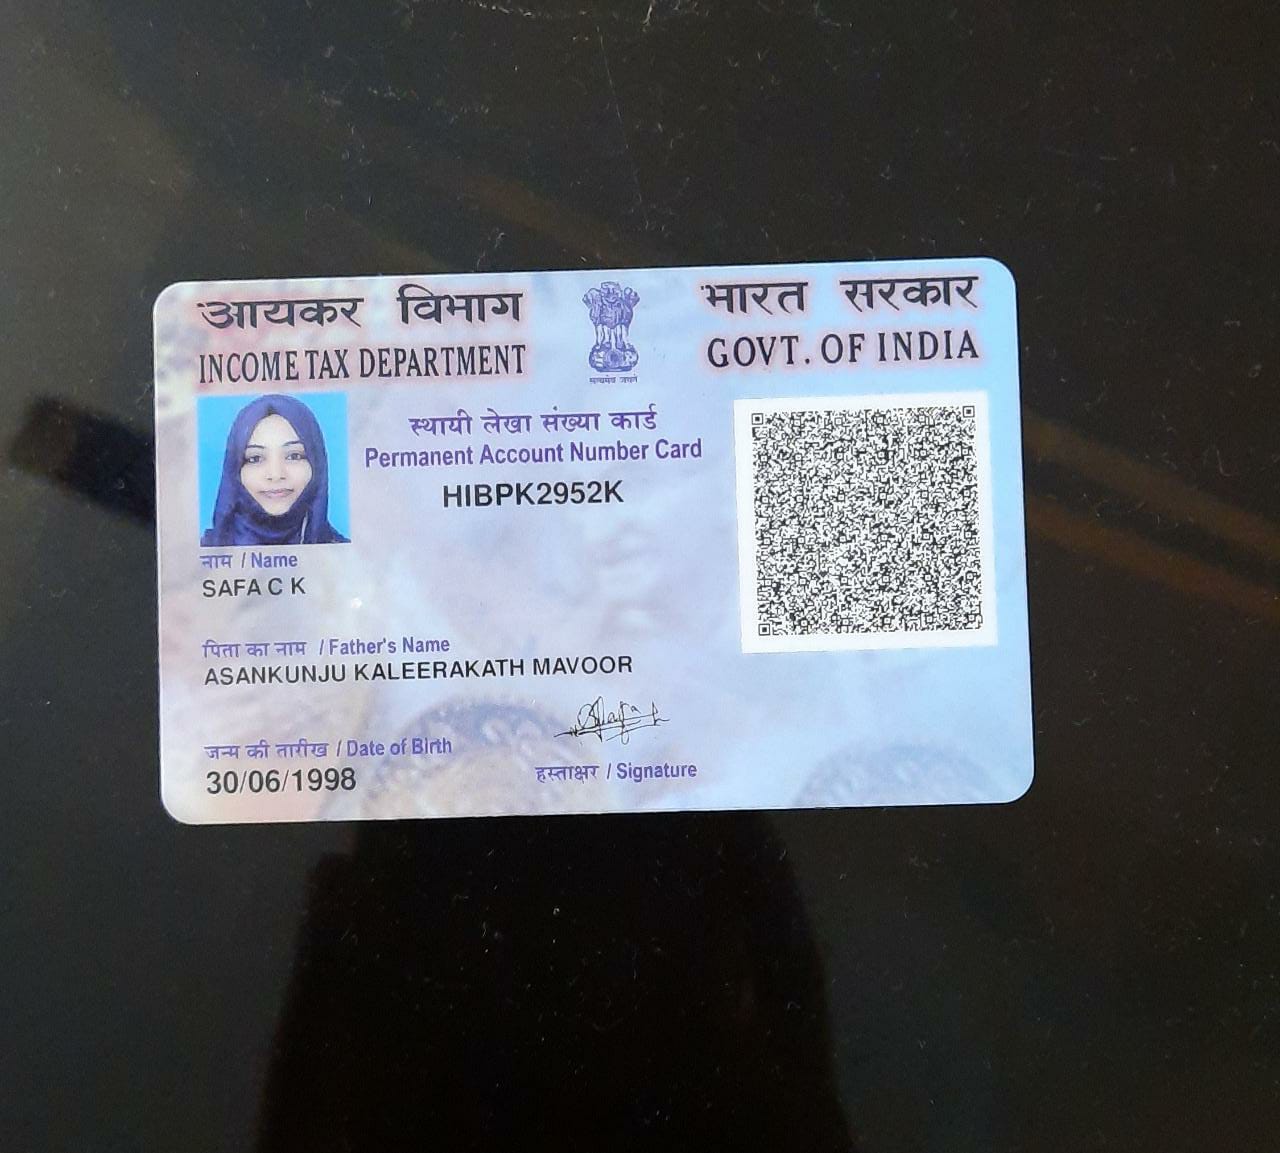 आयकर विभाग
INCOME TAX DEPARTMENT
भारत सरकार
GOVT. OF INDIA
सत्यमेव जयते
स्थायी लेखा संख्या कार्ड
Permanent Account Number Card
HIBPK2952K
नाम / Name
SAFA C K
पिता का नाम / Father's Name
ASANKUNJU KALEERAKATH MAVOOR
जन्म की तारीख / Date of Birth
30/06/1998
हस्ताक्षर / Signature